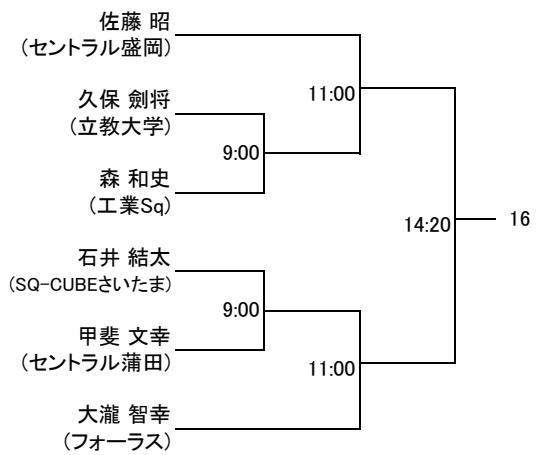 佐藤 昭
(セントラル盛岡)
11:00
久保 劍将
(立教大学)
9:00
森 和史
(工業Sq)
14:20
16
石井 結太
(SQ-CUBEさいたま)
9:00
甲斐 文幸
(セントラル蒲田)
11:00
大瀧 智幸
(フォーラス)